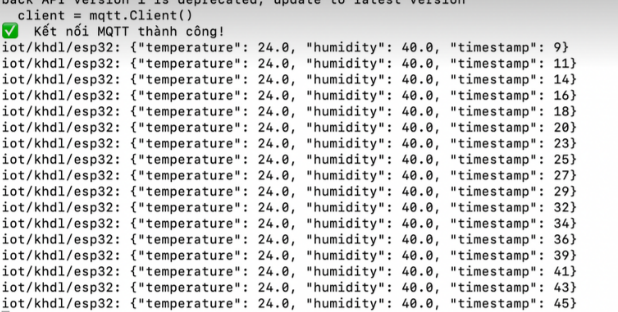 back API version 1 is deprecated, update to latest version
client = mqtt.Client()
✅ Kết nối MQTT thành công!
iot/khdl/esp32: {"temperature": 24.0, "humidity": 40.0, "timestamp": 9}
iot/khdl/esp32: {"temperature": 24.0, "humidity": 40.0, "timestamp": 11}
iot/khdl/esp32: {"temperature": 24.0, "humidity": 40.0, "timestamp": 14}
iot/khdl/esp32: {"temperature": 24.0, "humidity": 40.0, "timestamp": 16}
iot/khdl/esp32: {"temperature": 24.0, "humidity": 40.0, "timestamp": 18}
iot/khdl/esp32: {"temperature": 24.0, "humidity": 40.0, "timestamp": 20}
iot/khdl/esp32: {"temperature": 24.0, "humidity": 40.0, "timestamp": 23}
iot/khdl/esp32: {"temperature": 24.0, "humidity": 40.0, "timestamp": 25}
iot/khdl/esp32: {"temperature": 24.0, "humidity": 40.0, "timestamp": 27}
iot/khdl/esp32: {"temperature": 24.0, "humidity": 40.0, "timestamp": 29}
iot/khdl/esp32: {"temperature": 24.0, "humidity": 40.0, "timestamp": 32}
iot/khdl/esp32: {"temperature": 24.0, "humidity": 40.0, "timestamp": 34}
iot/khdl/esp32: {"temperature": 24.0, "humidity": 40.0, "timestamp": 36}
iot/khdl/esp32: {"temperature": 24.0, "humidity": 40.0, "timestamp": 39}
iot/khdl/esp32: {"temperature": 24.0, "humidity": 40.0, "timestamp": 41}
iot/khdl/esp32: {"temperature": 24.0, "humidity": 40.0, "timestamp": 43}
iot/khdl/esp32: {"temperature": 24.0, "humidity": 40.0, "timestamp": 45}